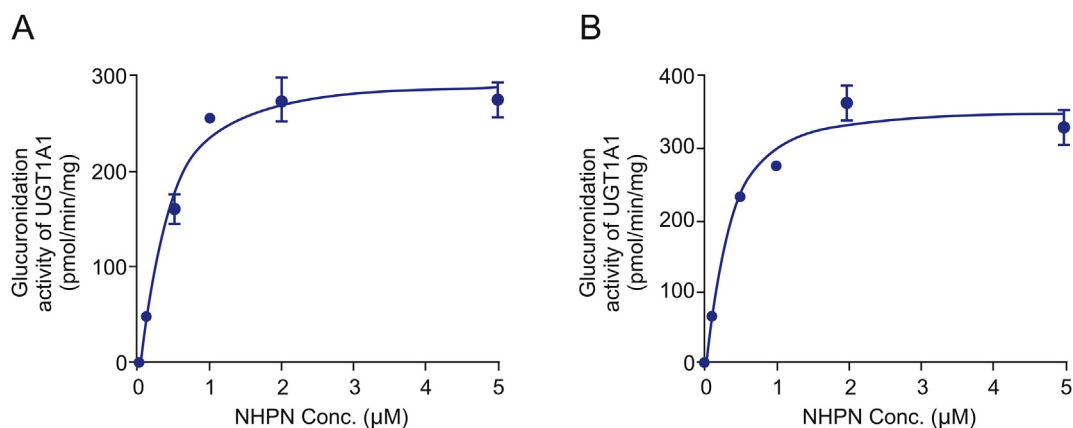 A
Glucuronidation
activity of UGT1A1
(pmol/min/mg)
300
200
100
0
0 1 2 3 4 5
NHPN Conc. (µM)
B
Glucuronidation
activity of UGT1A1
(pmol/min/mg)
400
300
200
100
0
0 1 2 3 4 5
NHPN Conc. (µM)